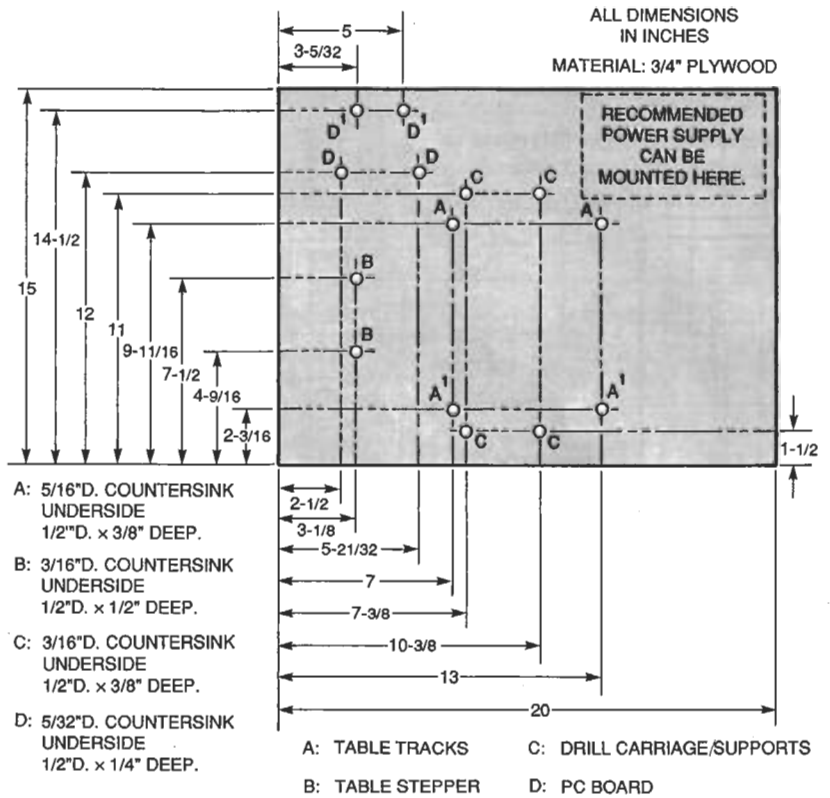 ALL DIMENSIONS
IN INCHES
MATERIAL: 3/4" PLYWOOD
5
3-5/32
RECOMMENDED
POWER SUPPLY
CAN BE
MOUNTED HERE.
D¹ D¹
D D
C C
A A
B
B
A¹ A¹
C C
15
14-1/2
12
11
9-11/16
7-1/2
4-9/16
2-3/16
1-1/2
2-1/2
3-1/8
5-21/32
7
7-3/8
10-3/8
13
20
A: 5/16"D. COUNTERSINK
UNDERSIDE
1/2"D. × 3/8" DEEP.
B: 3/16"D. COUNTERSINK
UNDERSIDE
1/2"D. × 1/2" DEEP.
C: 3/16"D. COUNTERSINK
UNDERSIDE
1/2"D. × 3/8" DEEP.
D: 5/32"D. COUNTERSINK
UNDERSIDE
1/2"D. × 1/4" DEEP.
A: TABLE TRACKS
B: TABLE STEPPER
C: DRILL CARRIAGE/SUPPORTS
D: PC BOARD